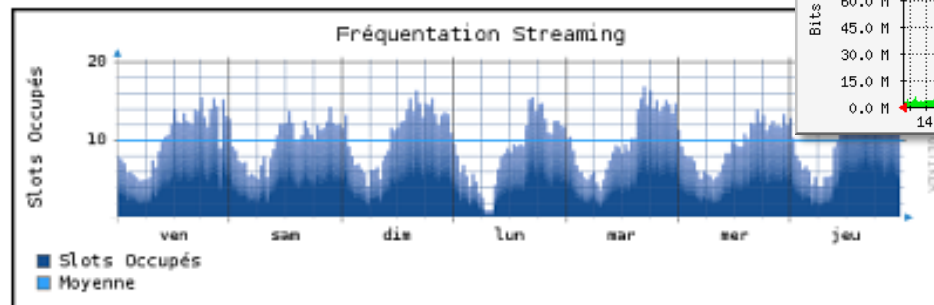 Fréquentation Streaming
Slots Occupés
20
10
ven sam dim lun mar mer jeu
Slots Occupés
Moyenne
Bits
60.0 M
45.0 M
30.0 M
15.0 M
0.0 M
14